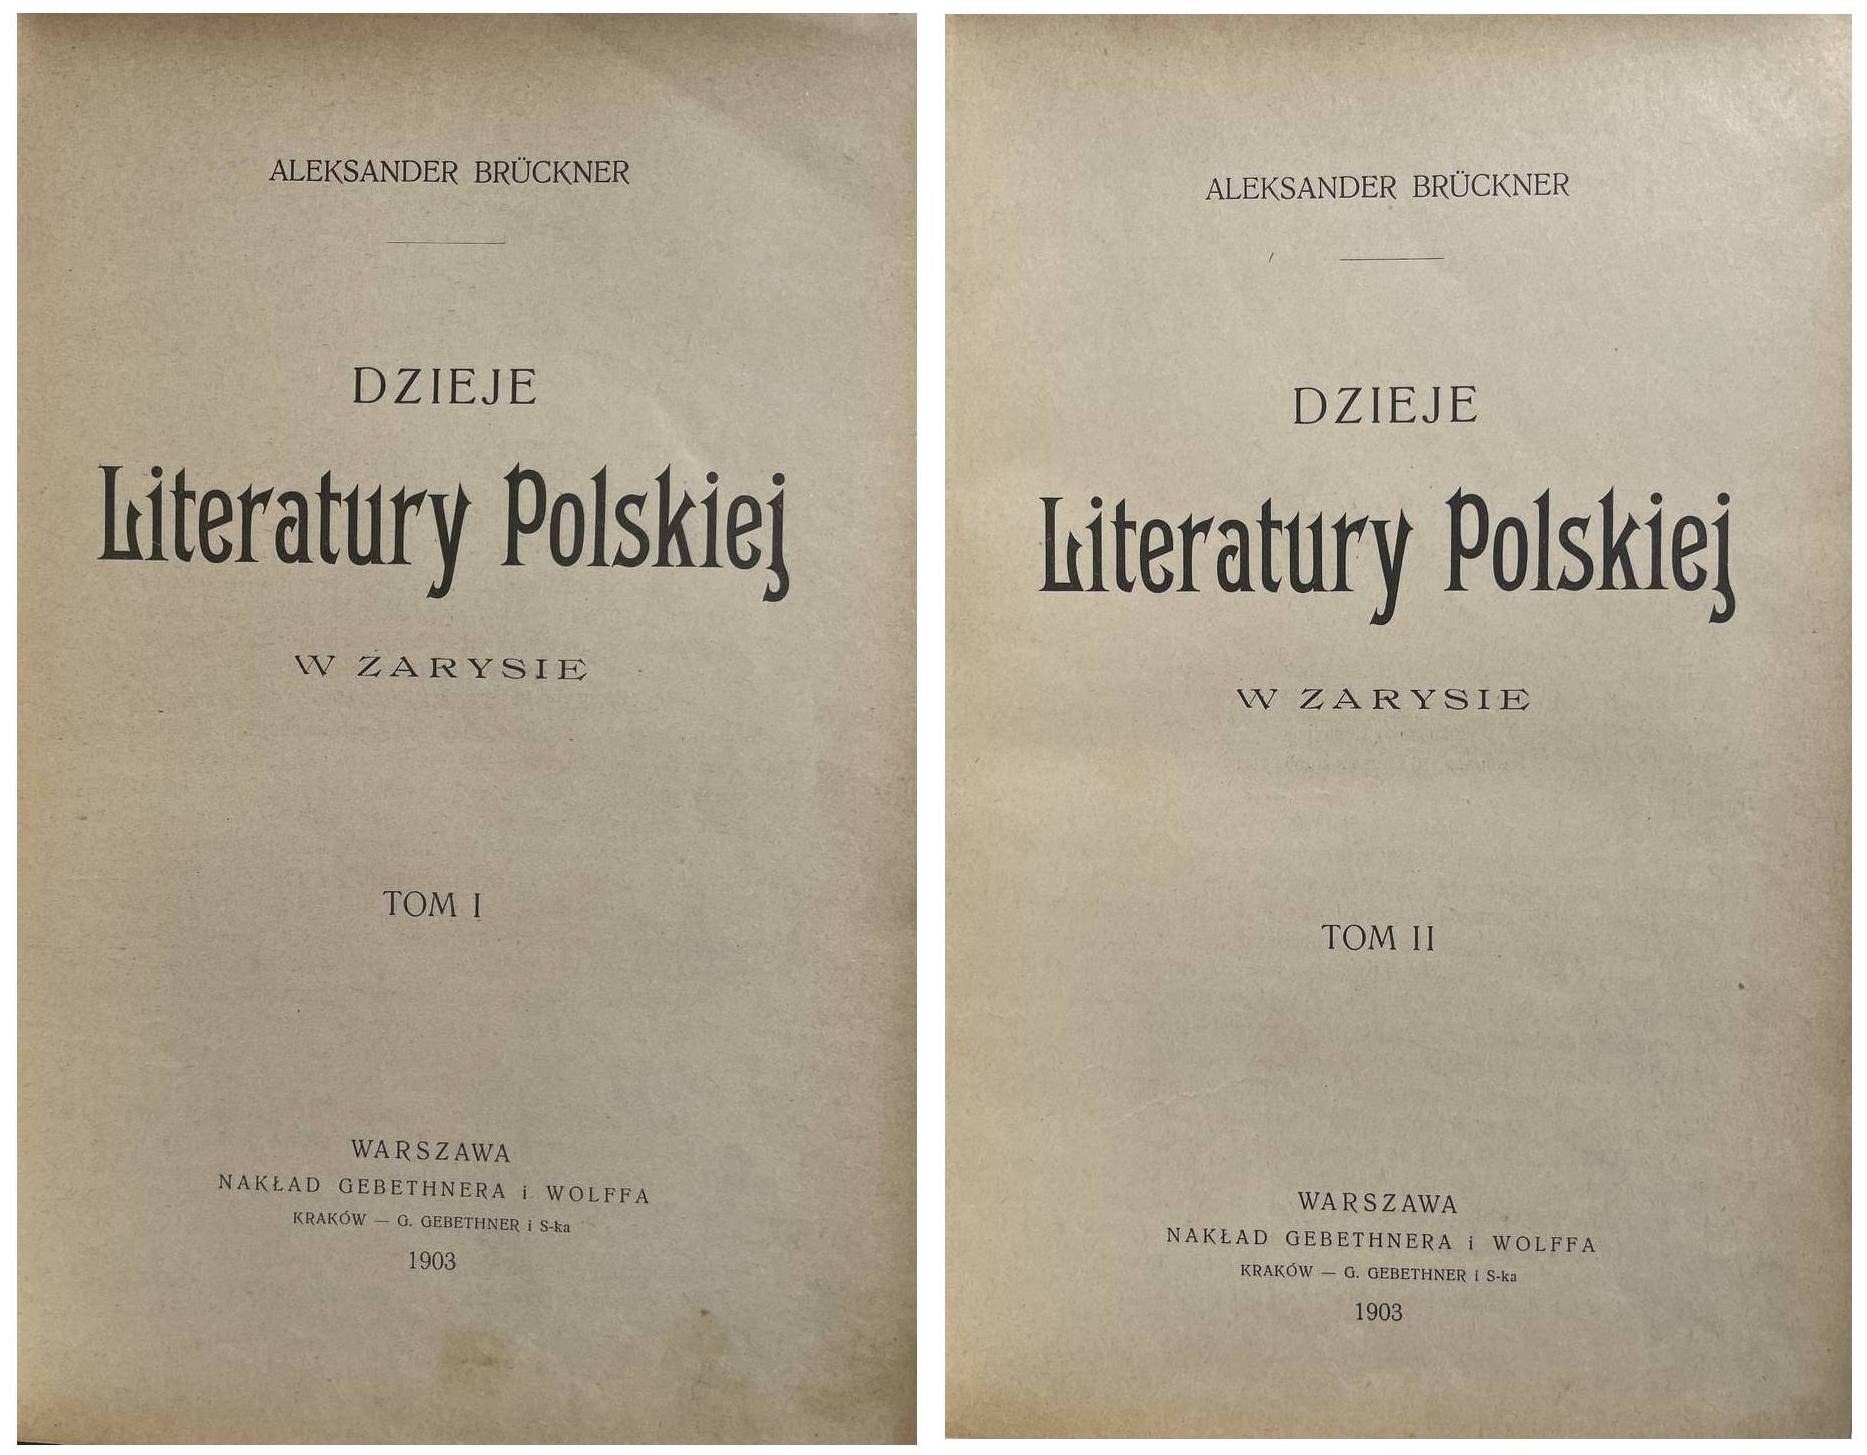 ALEKSANDER BRÜCKNER
DZIEJE
Literatury Polskiej
W ZARYSIE
TOM I
WARSZAWA
NAKŁAD GEBETHNERA i WOLFFA
KRAKÓW — G. GEBETHNER i S-ka
1903
ALEKSANDER BRÜCKNER
DZIEJE
Literatury Polskiej
W ZARYSIE
TOM II
WARSZAWA
NAKŁAD GEBETHNERA i WOLFFA
KRAKÓW — G. GEBETHNER i S-ka
1903